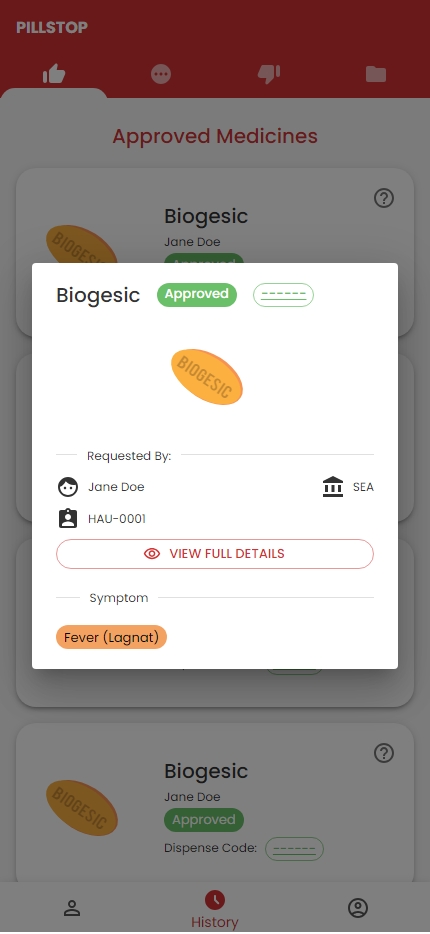 PILLSTOP
Approved Medicines
Biogesic
Jane Doe
Approved
Biogesic Approved ------
BIOGESIC
Requested By:
Jane Doe SEA
HAU-0001
VIEW FULL DETAILS
Symptom
Fever (Lagnat)
Biogesic
Jane Doe
BIOGESIC
Approved
Dispense Code: ------
History